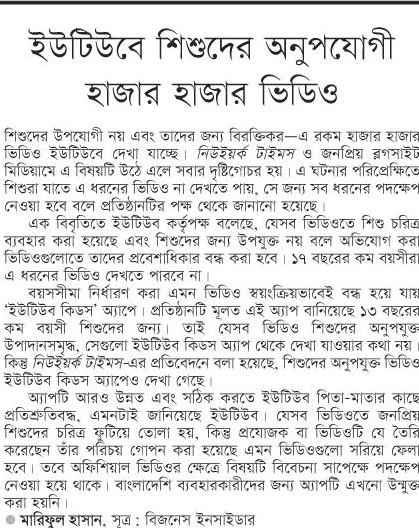 ইউটিউবে শিশুদের অনুপযোগী
হাজার হাজার ভিডিও
শিশুদের উপযোগী নয় এবং তাদের জন্য বিরক্তিকর—এ রকম হাজার হাজার
ভিডিও ইউটিউবে দেখা যাচ্ছে। নিউইয়র্ক টাইমস ও জনপ্রিয় ব্লগসাইট
মিডিয়ামে এ বিষয়টি উঠে এলে সবার দৃষ্টিগোচর হয়। এ ঘটনার পরিপ্রেক্ষিতে
শিশুরা যাতে এ ধরনের ভিডিও না দেখতে পায়, সে জন্য সব ধরনের পদক্ষেপ
নেওয়া হবে বলে প্রতিষ্ঠানটির পক্ষ থেকে জানানো হয়েছে।
এক বিবৃতিতে ইউটিউব কর্তৃপক্ষ বলেছে, যেসব ভিডিওতে শিশু চরিত্র
ব্যবহার করা হয়েছে এবং শিশুদের জন্য উপযুক্ত নয় বলে অভিযোগ করা
ভিডিওগুলোতে তাদের প্রবেশাধিকার বন্ধ করা হবে। ১৭ বছরের কম বয়সীরা
এ ধরনের ভিডিও দেখতে পারবে না।
বয়সসীমা নির্ধারণ করা এমন ভিডিও স্বয়ংক্রিয়ভাবেই বন্ধ হয়ে যায়
‘ইউটিউব কিডস’ অ্যাপে। প্রতিষ্ঠানটি মূলত এই অ্যাপ বানিয়েছে ১৩ বছরের
কম বয়সী শিশুদের জন্য। তাই যেসব ভিডিও শিশুদের অনুপযুক্ত
উপাদানসমৃদ্ধ, সেগুলো ইউটিউব কিডস অ্যাপ থেকে দেখা যাওয়ার কথা নয়।
কিন্তু নিউইয়র্ক টাইমস-এর প্রতিবেদনে বলা হয়েছে, শিশুদের অনুপযুক্ত ভিডিও
ইউটিউব কিডস অ্যাপেও দেখা গেছে।
অ্যাপটি আরও উন্নত এবং সঠিক করতে ইউটিউব পিতা-মাতার কাছে
প্রতিশ্রুতিবদ্ধ, এমনটাই জানিয়েছে ইউটিউব। যেসব ভিডিওতে জনপ্রিয়
শিশুদের চরিত্র ফুটিয়ে তোলা হয়, কিন্তু প্রযোজক বা ভিডিওটি যে তৈরি
করেছেন তাঁর পরিচয় গোপন করা হয়েছে এমন ভিডিওগুলো সরিয়ে ফেলা
হবে। তবে অফিশিয়াল ভিডিওর ক্ষেত্রে বিষয়টি বিবেচনা সাপেক্ষে পদক্ষেপ
নেওয়া হয়ে থাকে। বাংলাদেশি ব্যবহারকারীদের জন্য অ্যাপটি এখনো উন্মুক্ত
করা হয়নি।
● মারিফুল হাসান, সূত্র : বিজনেস ইনসাইডার